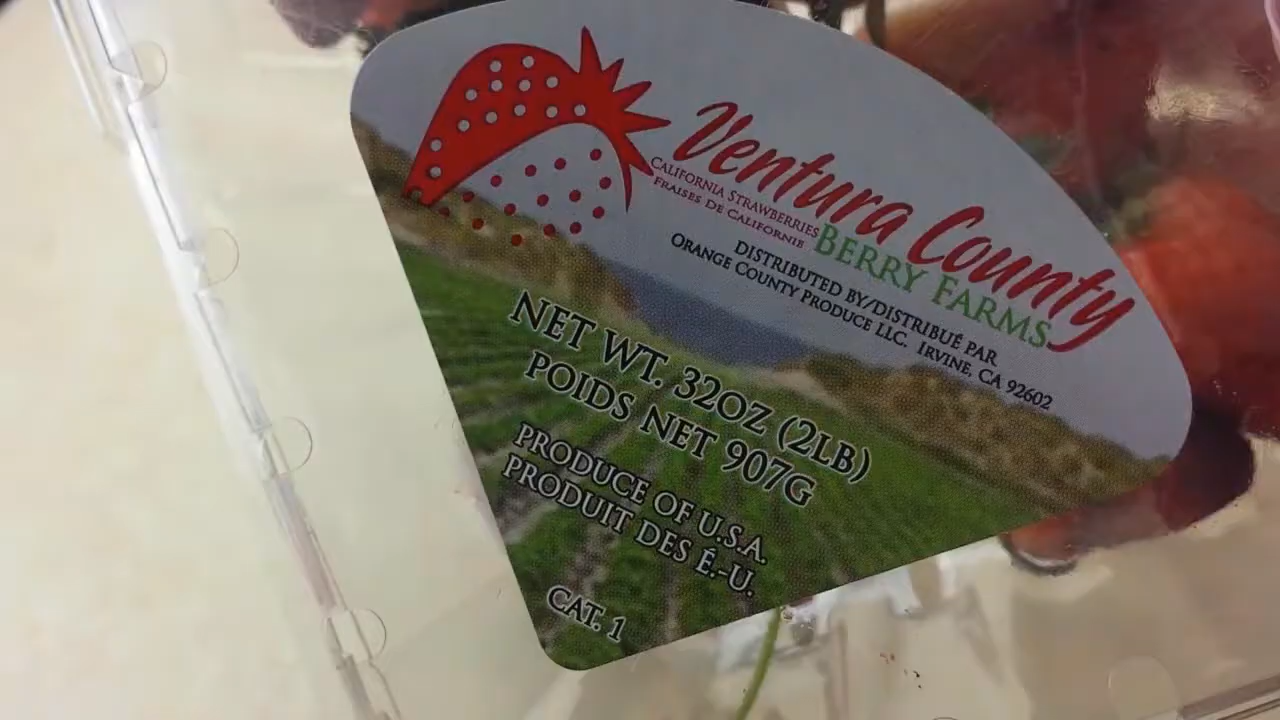 Ventura County
CALIFORNIA STRAWBERRIES
FRAISES DE CALIFORNIE
BERRY FARMS
DISTRIBUTED BY/DISTRIBUÉ PAR
ORANGE COUNTY PRODUCE LLC. IRVINE, CA 92602
NET WT. 32OZ (2LB)
POIDS NET 907G
PRODUCE OF U.S.A.
PRODUIT DES É.-U.
CAT. 1